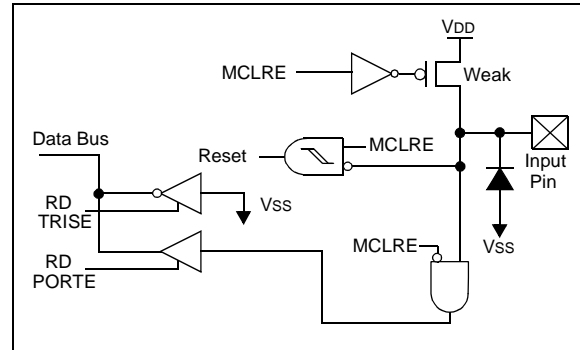 VDD
MCLRE
Weak
Data Bus
Reset
MCLRE
Input
Pin
RD
TRISE
VSS
VSS
MCLRE
RD
PORTE